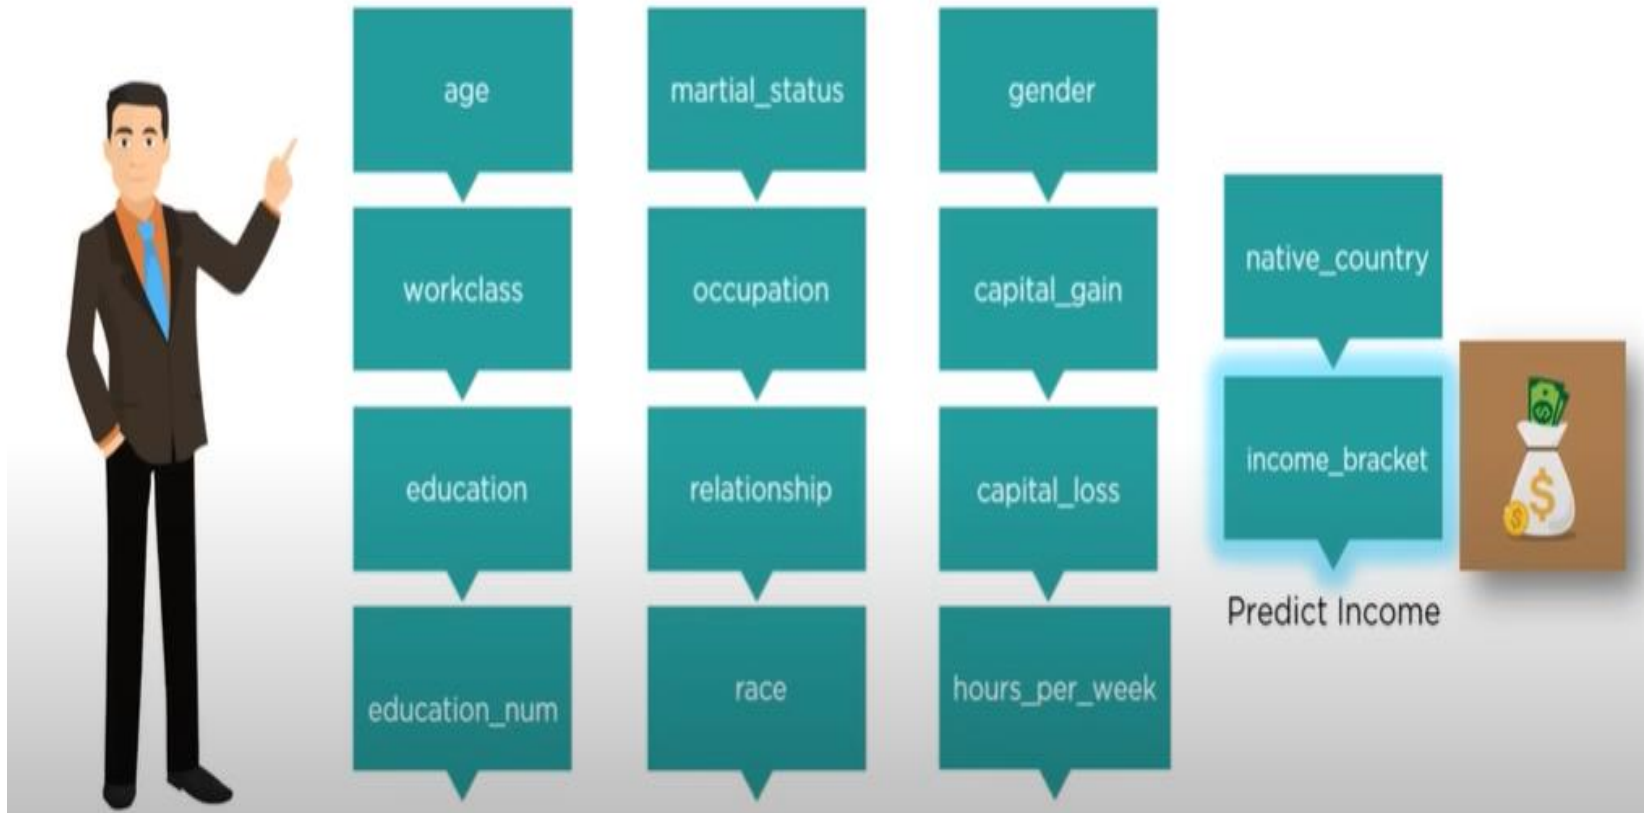 age
workclass
education
education_num
martial_status
occupation
relationship
race
gender
capital_gain
capital_loss
hours_per_week
native_country
income_bracket
Predict Income
$
$
$